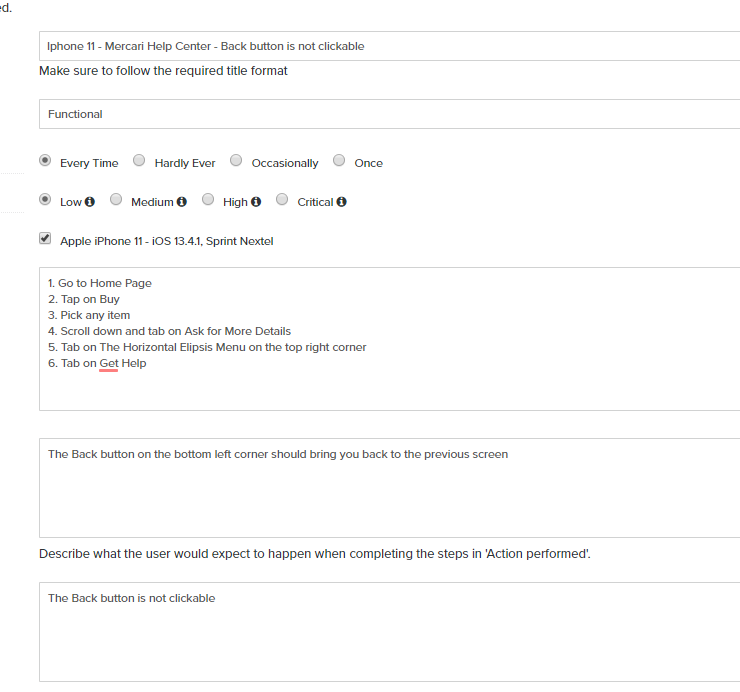 ed.
Iphone 11 - Mercari Help Center - Back button is not clickable
Make sure to follow the required title format
Functional
Every Time Hardly Ever Occasionally Once
Low Medium High Critical
Apple iPhone 11 - iOS 13.4.1, Sprint Nextel
1. Go to Home Page
2. Tap on Buy
3. Pick any item
4. Scroll down and tab on Ask for More Details
5. Tab on The Horizontal Elipsis Menu on the top right corner
6. Tab on Get Help
The Back button on the bottom left corner should bring you back to the previous screen
Describe what the user would expect to happen when completing the steps in 'Action performed'.
The Back button is not clickable